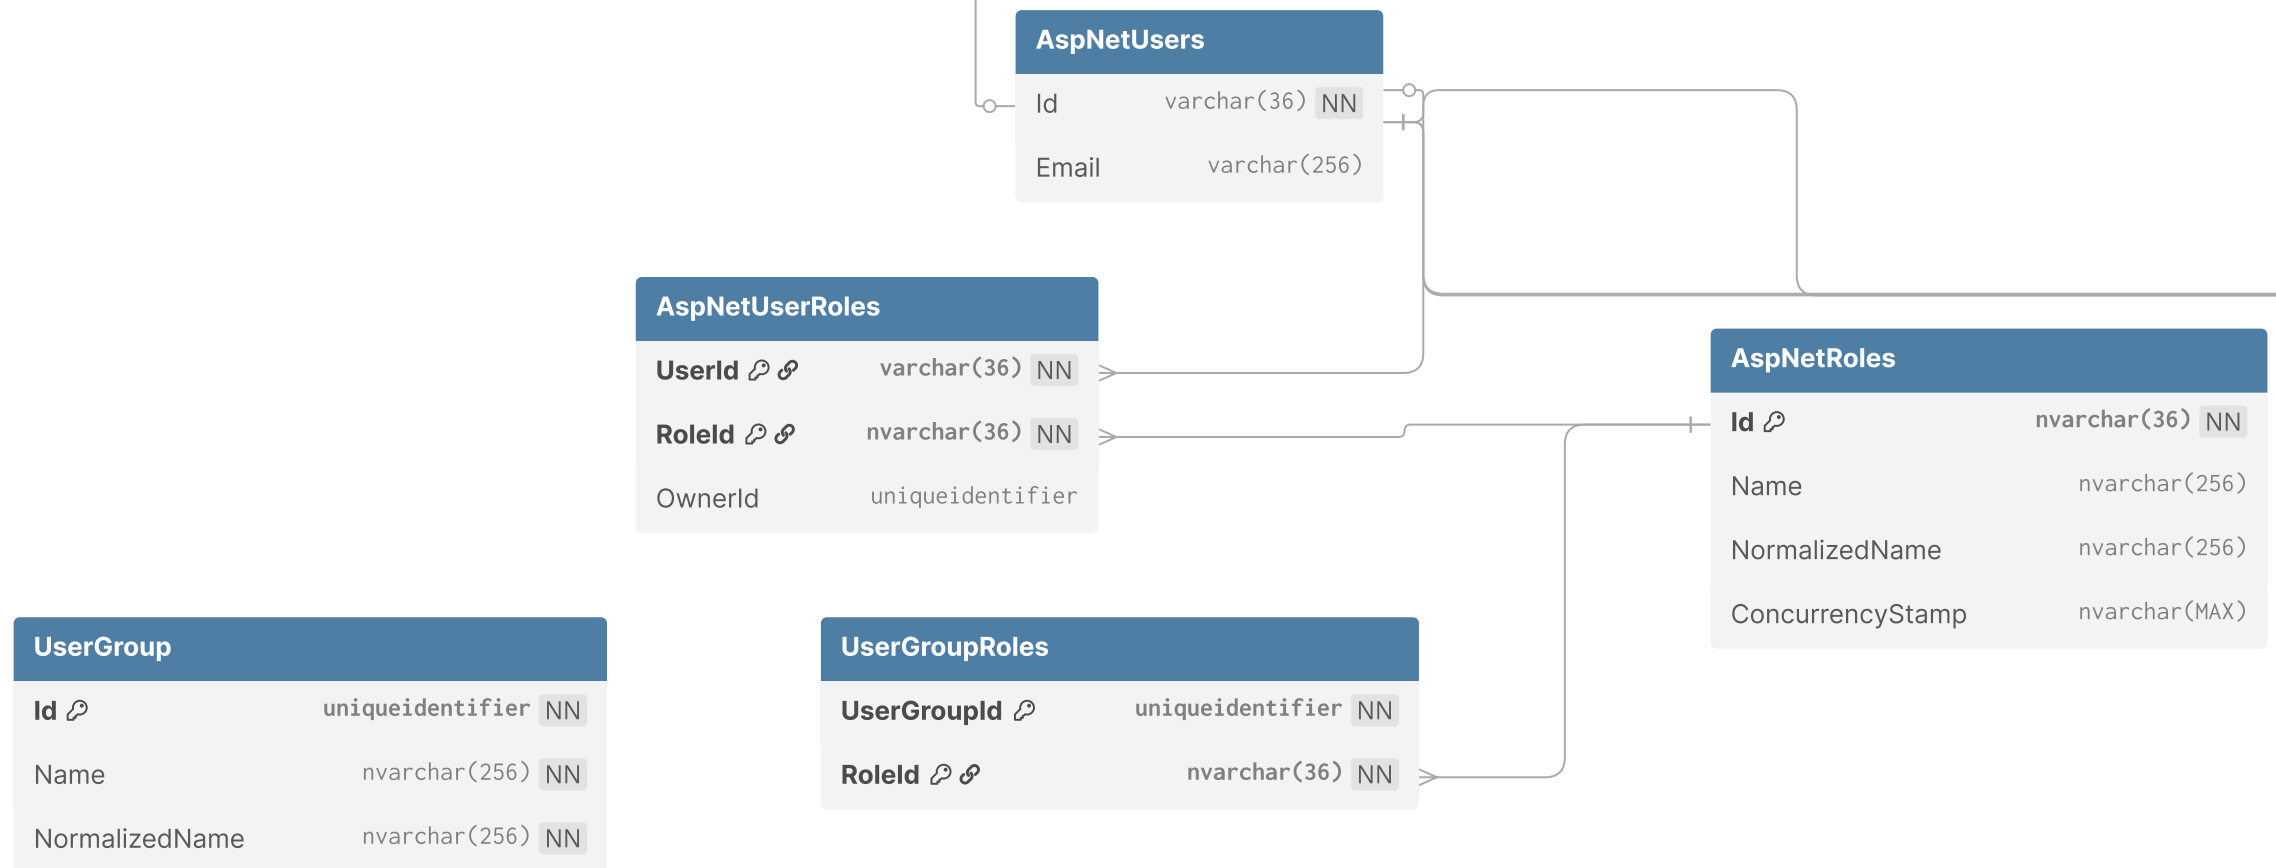 AspNetUsers
Id varchar(36) NN
Email varchar(256)
AspNetUserRoles
UserId varchar(36) NN
RoleId nvarchar(36) NN
OwnerId uniqueidentifier
AspNetRoles
Id nvarchar(36) NN
Name nvarchar(256)
NormalizedName nvarchar(256)
ConcurrencyStamp nvarchar(MAX)
UserGroup
Id uniqueidentifier NN
Name nvarchar(256) NN
NormalizedName nvarchar(256) NN
UserGroupRoles
UserGroupId uniqueidentifier NN
RoleId nvarchar(36) NN